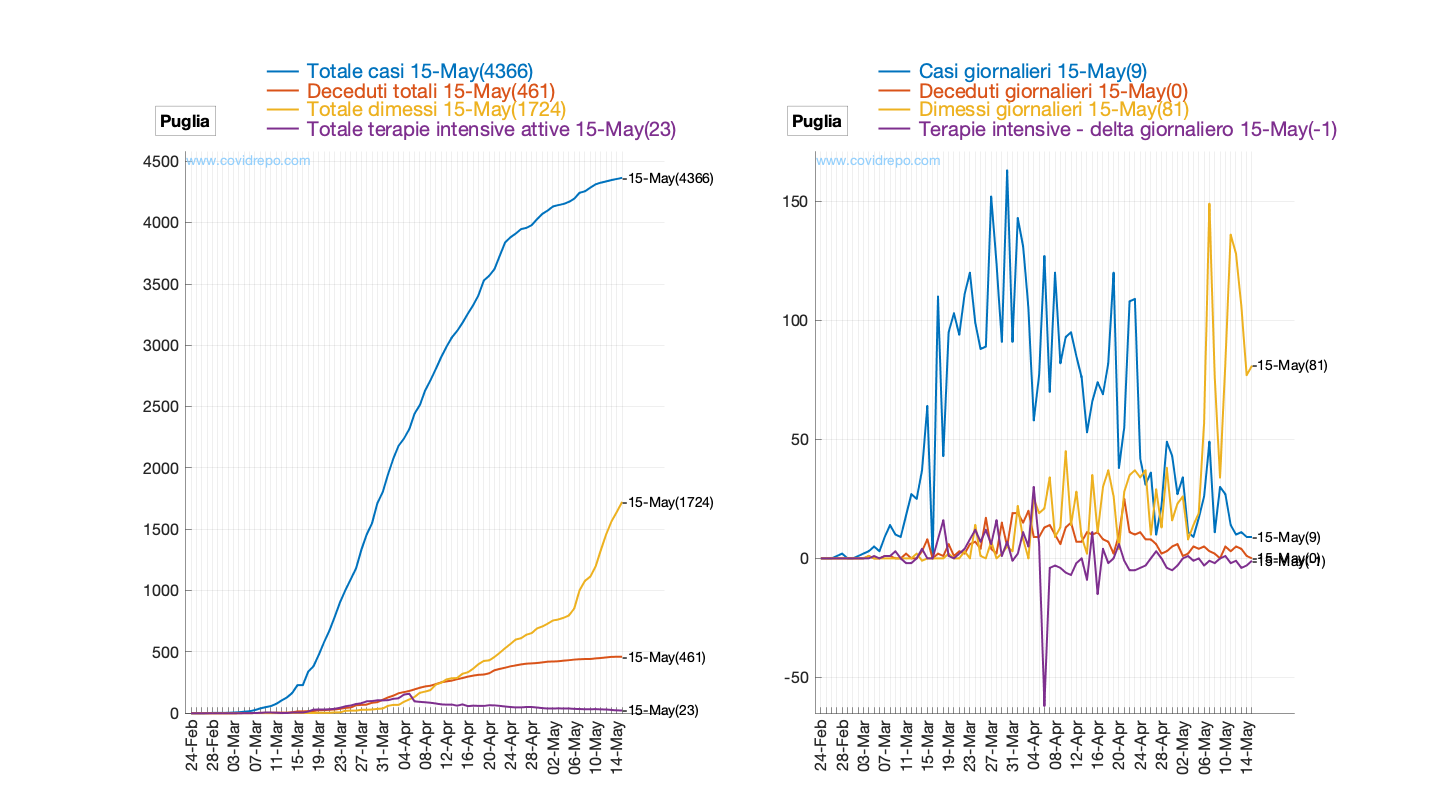 Totale casi 15-May(4366)
Deceduti totali 15-May(461)
Totale dimessi 15-May(1724)
Totale terapie intensive attive 15-May(23)
Puglia
www.covidrepo.com
4500
4000
3500
3000
2500
2000
1500
1000
500
0
15-May(4366)
15-May(1724)
15-May(461)
15-May(23)
24-Feb
28-Feb
03-Mar
07-Mar
11-Mar
15-Mar
19-Mar
23-Mar
27-Mar
31-Mar
04-Apr
08-Apr
12-Apr
16-Apr
20-Apr
24-Apr
28-Apr
02-May
06-May
10-May
14-May
Casi giornalieri 15-May(9)
Deceduti giornalieri 15-May(0)
Dimessi giornalieri 15-May(81)
Terapie intensive - delta giornaliero 15-May(-1)
Puglia
www.covidrepo.com
150
100
50
0
-50
15-May(81)
15-May(9)
15-May(0)
15-May(-1)
24-Feb
28-Feb
03-Mar
07-Mar
11-Mar
15-Mar
19-Mar
23-Mar
27-Mar
31-Mar
04-Apr
08-Apr
12-Apr
16-Apr
20-Apr
24-Apr
28-Apr
02-May
06-May
10-May
14-May